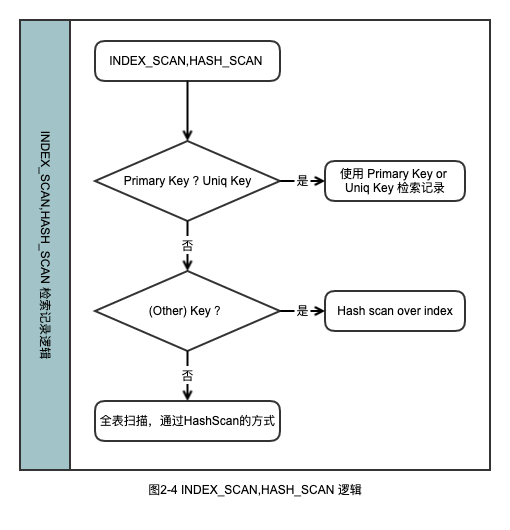 INDEX_SCAN,HASH_SCAN 检索记录逻辑
INDEX_SCAN,HASH_SCAN
Primary Key ? Uniq Key
是
使用 Primary Key or
Uniq Key 检索记录
否
(Other) Key ?
是
Hash scan over index
否
全表扫描，通过HashScan的方式
图2-4 INDEX_SCAN,HASH_SCAN 逻辑